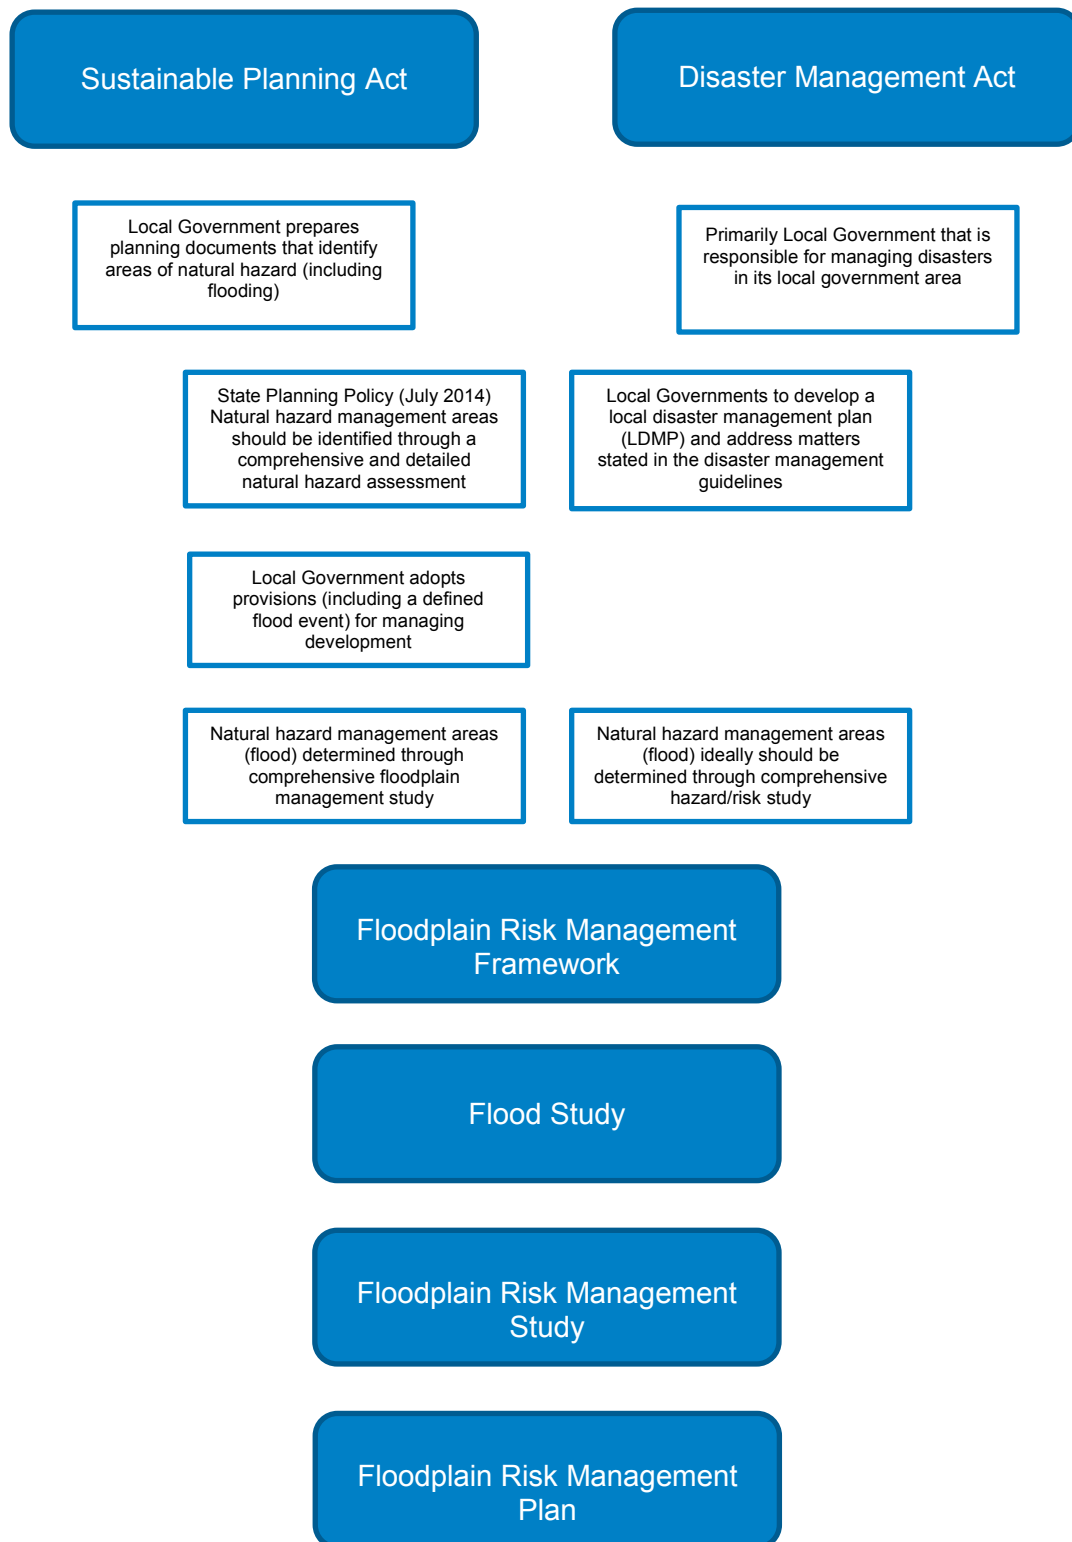 Sustainable Planning Act
Disaster Management Act
Local Government prepares
planning documents that identify
areas of natural hazard (including
flooding)
Primarily Local Government that is
responsible for managing disasters
in its local government area
State Planning Policy (July 2014)
Natural hazard management areas
should be identified through a
comprehensive and detailed
natural hazard assessment
Local Governments to develop a
local disaster management plan
(LDMP) and address matters
stated in the disaster management
guidelines
Local Government adopts
provisions (including a defined
flood event) for managing
development
Natural hazard management areas
(flood) determined through
comprehensive floodplain
management study
Natural hazard management areas
(flood) ideally should be
determined through comprehensive
hazard/risk study
Floodplain Risk Management
Framework
Flood Study
Floodplain Risk Management
Study
Floodplain Risk Management
Plan